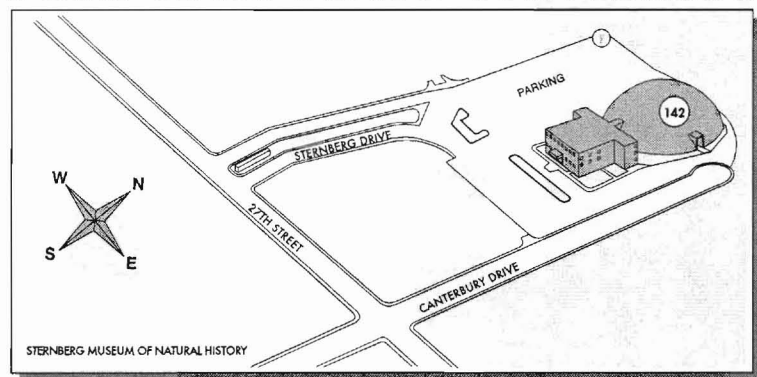 PARKING
142
STERNBERG DRIVE
W
N
27TH STREET
S
E
CANTERBURY DRIVE
STERNBERG MUSEUM OF NATURAL HISTORY